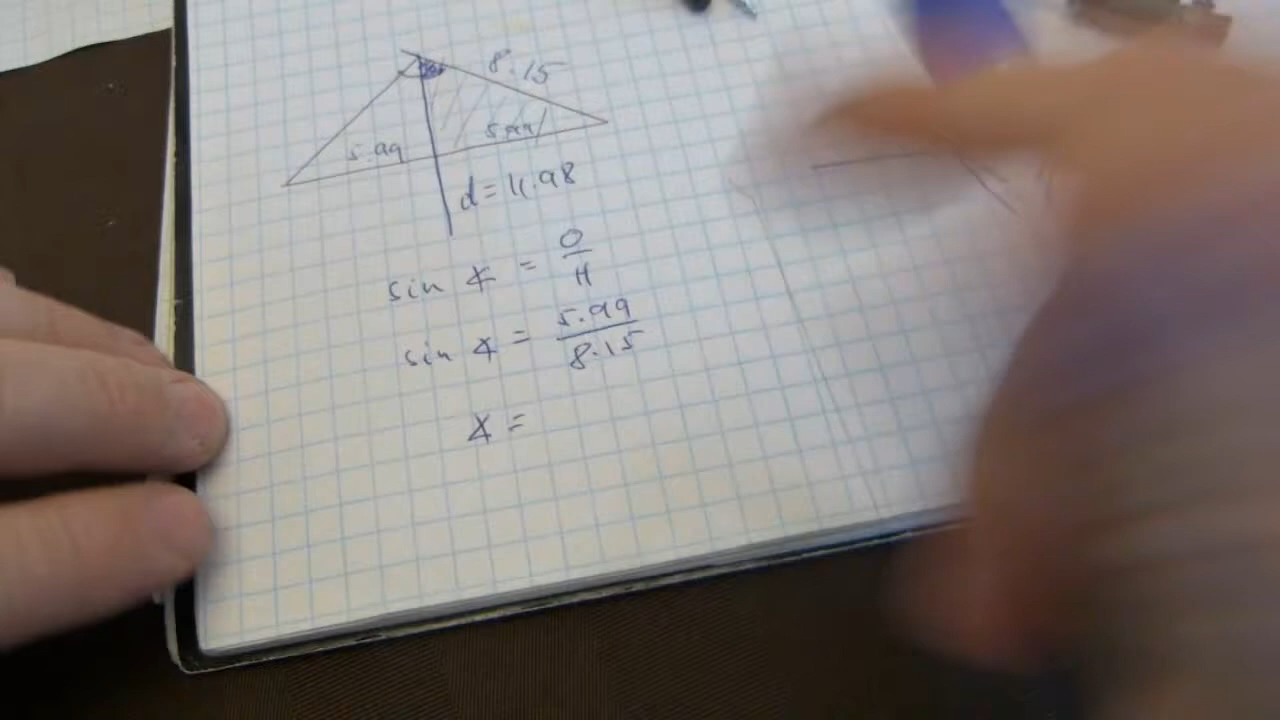 8.15
5.99
5.99
d = 11.98
sin ∡ = O/H
sin ∡ = 5.99/8.15
∡ =